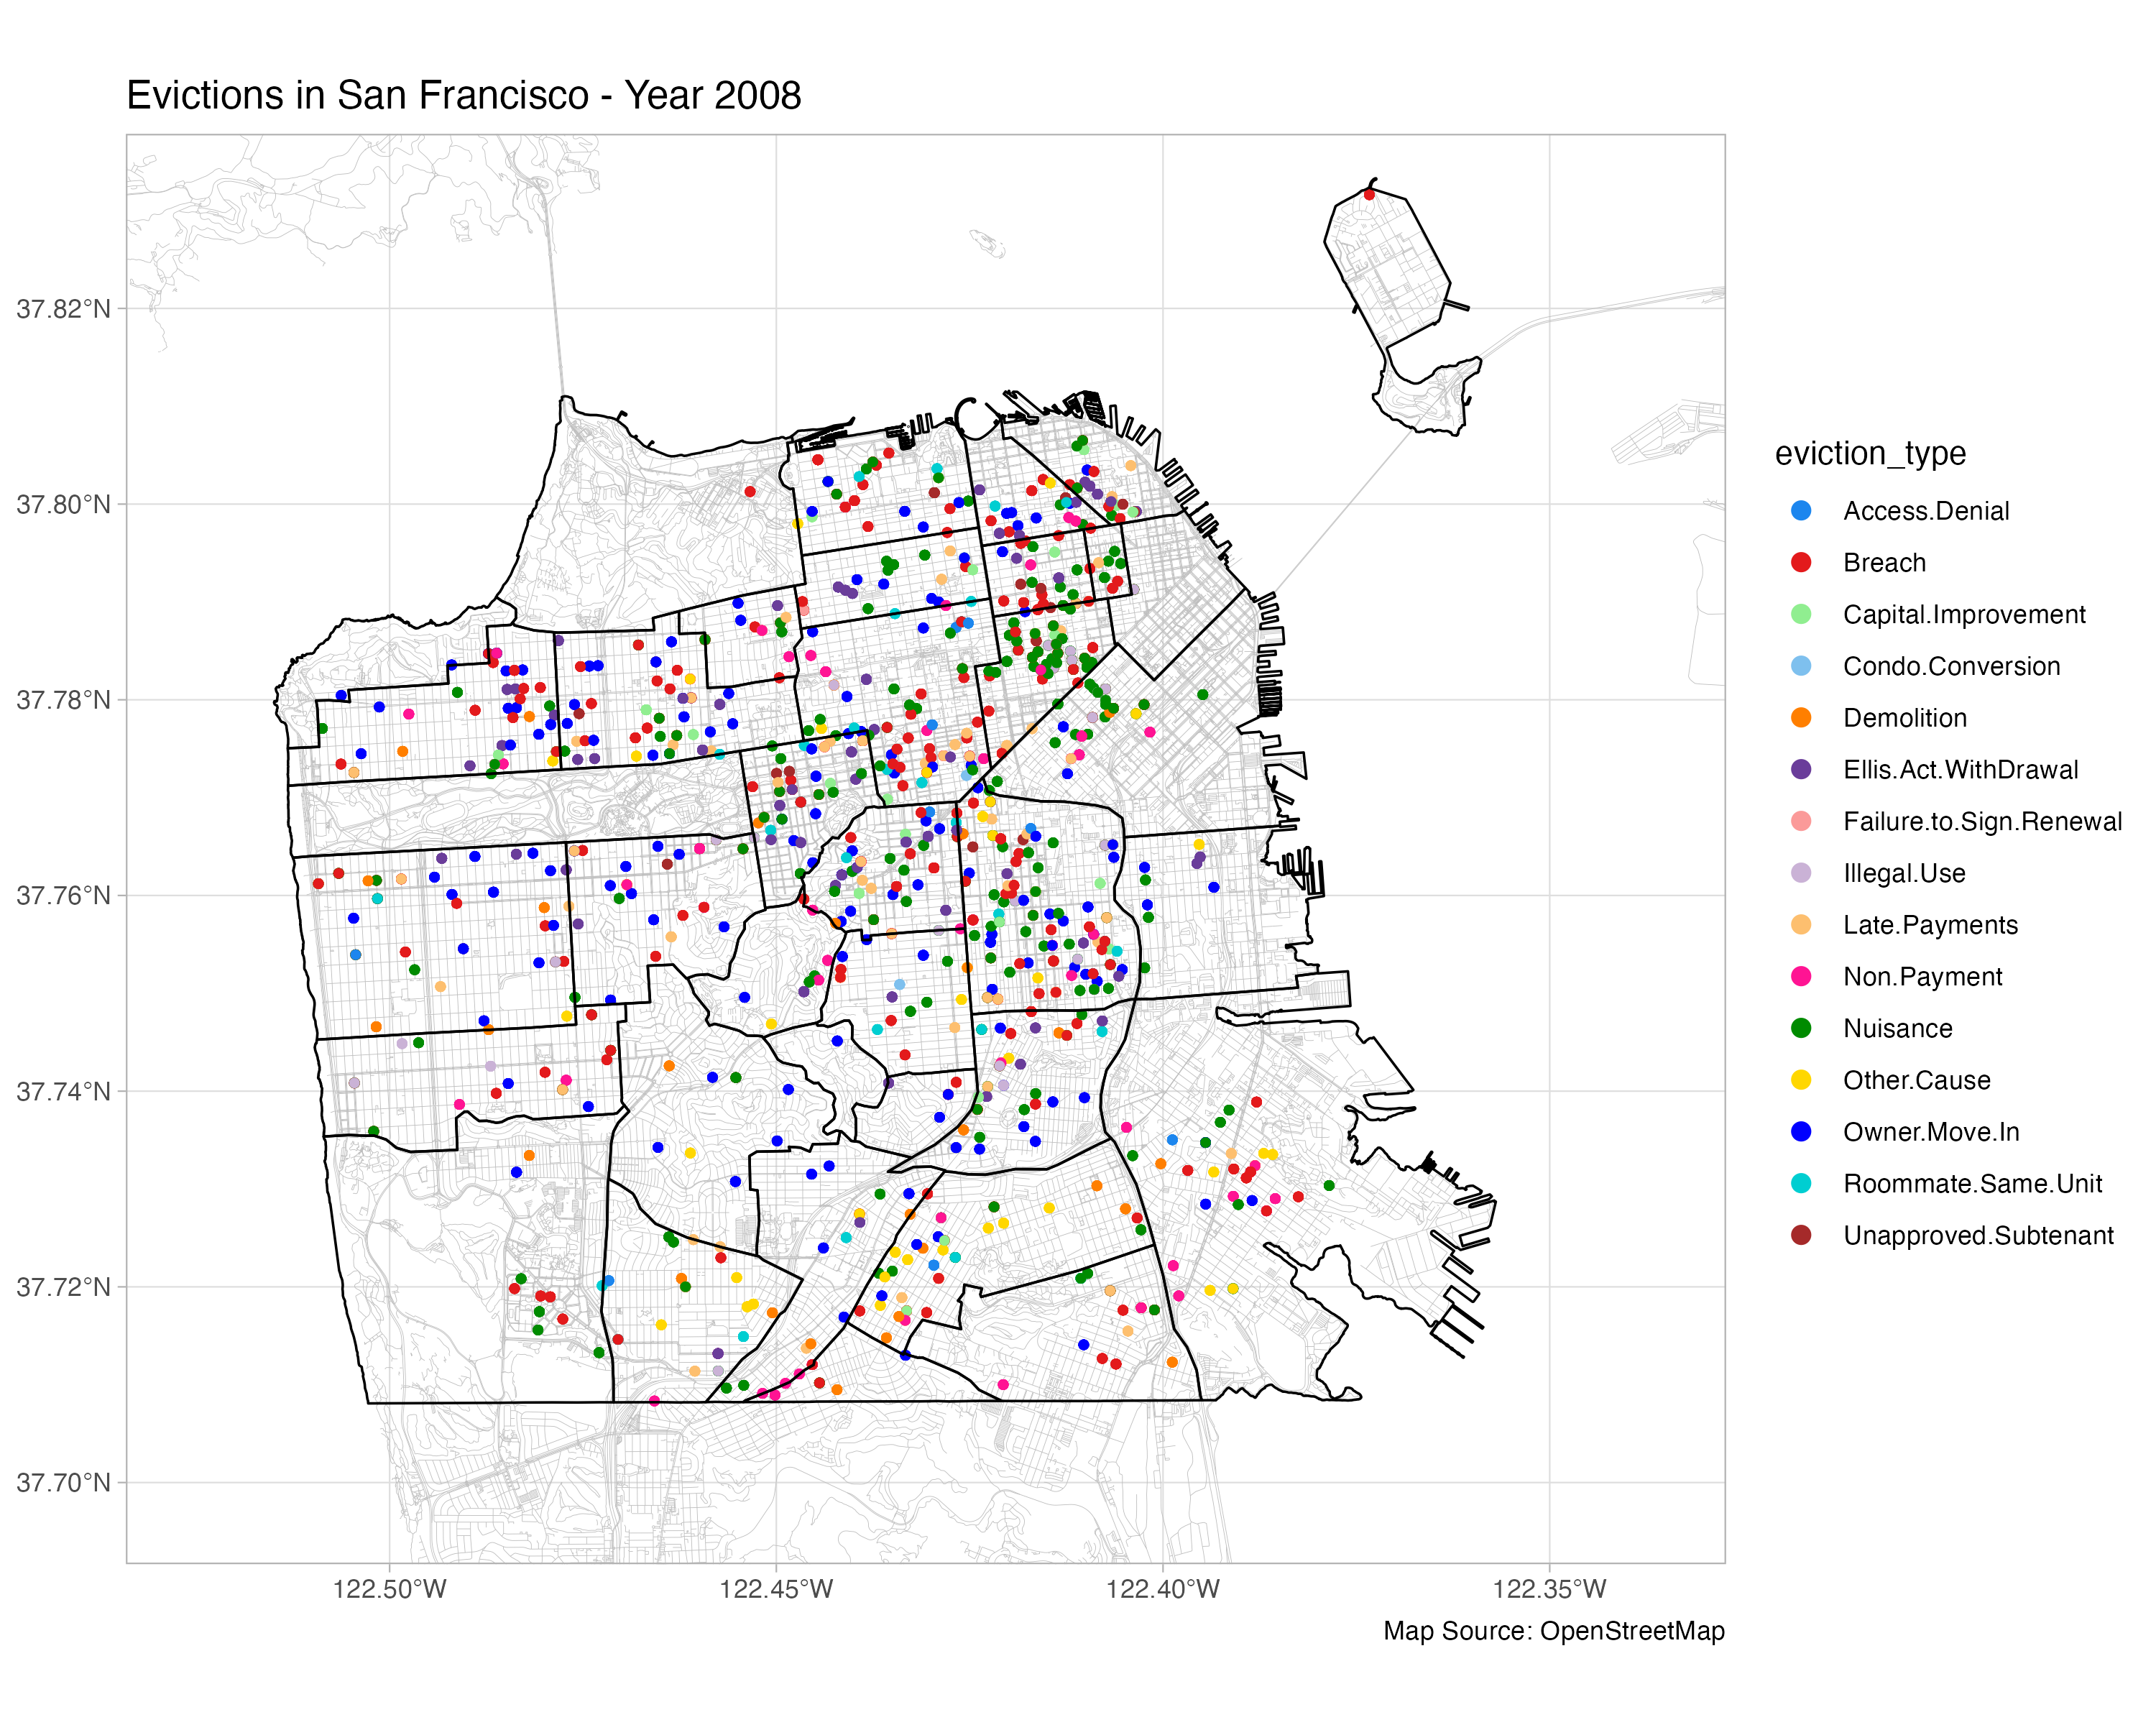 Evictions in San Francisco - Year 2008
37.82°N
37.80°N
37.78°N
37.76°N
37.74°N
37.72°N
37.70°N
122.50°W
122.45°W
122.40°W
122.35°W
Map Source: OpenStreetMap
eviction_type
Access.Denial
Breach
Capital.Improvement
Condo.Conversion
Demolition
Ellis.Act.WithDrawal
Failure.to.Sign.Renewal
Illegal.Use
Late.Payments
Non.Payment
Nuisance
Other.Cause
Owner.Move.In
Roommate.Same.Unit
Unapproved.Subtenant